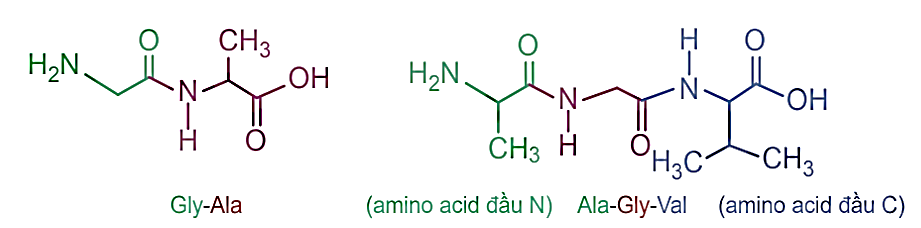 H₂N O N H CH₃ O OH
H₂N CH₃ O N H O N H O OH H₃C CH₃
Gly-Ala
(amino acid đầu N) Ala-Gly-Val (amino acid đầu C)